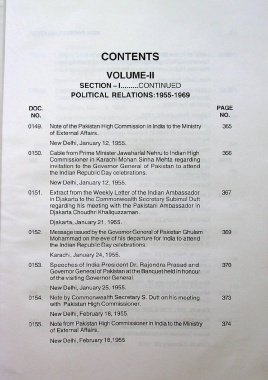 CONTENTS
VOLUME-II
SECTION – I.........CONTINUED
POLITICAL RELATIONS:1955-1969
DOC. NO. PAGE NO.
0149. Note of the Pakistan High Commission in India to the Ministry 365
of External Affairs.
New Delhi, January 12, 1955.
0150. Cable from Prime Minister Jawaharlal Nehru to Indian High 366
Commissioner in Karachi Mohan Sinha Mehta regarding
invitation to the Governor General of Pakistan to attend
the Indian Republic Day celebrations.
New Delhi, January 12, 1955.
0151. Extract from the Weekly Letter of the Indian Ambassador 367
in Djakarta to the Commonwealth Secretary Subimal Dutt
regarding his meeting with the Pakistani Ambassador in
Djakarta Choudhri Khaliquzzaman.
Djakarta, January 21, 1955.
0152. Message issued by the Governor General of Pakistan Ghulam 369
Mohammad on the eve of his departure for India to attend
the Indian Republic Day celebrations.
Karachi, January 24, 1955.
0153. Speeches of India President Dr. Rajendra Prasad and 370
Governor General of Pakistan at the Banquet held in honour
of the visiting Governor General.
New Delhi, January 25, 1955.
0154. Note by Commonwealth Secretary S. Dutt on his meeting 373
with Pakistan High Commissioner.
New Delhi, February 16, 1955.
0155. Note from Pakistan High Commissioner in India to the Ministry 374
of External Affairs.
New Delhi, February 18,1955